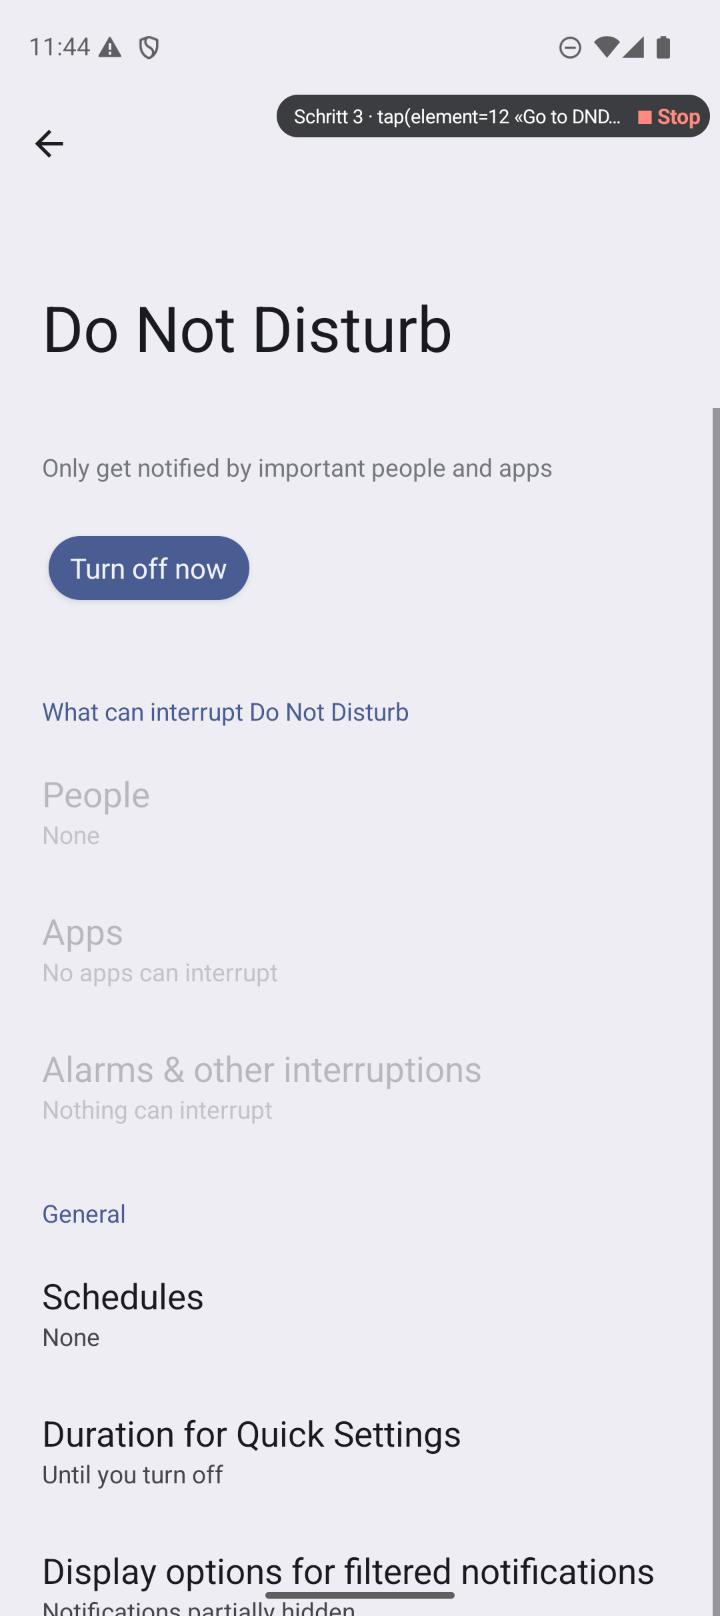 11:44
Schritt 3 · tap(element=12 «Go to DND… Stop
Do Not Disturb
Only get notified by important people and apps
Turn off now
What can interrupt Do Not Disturb
People
None
Apps
No apps can interrupt
Alarms & other interruptions
Nothing can interrupt
General
Schedules
None
Duration for Quick Settings
Until you turn off
Display options for filtered notifications
Notifications partially hidden